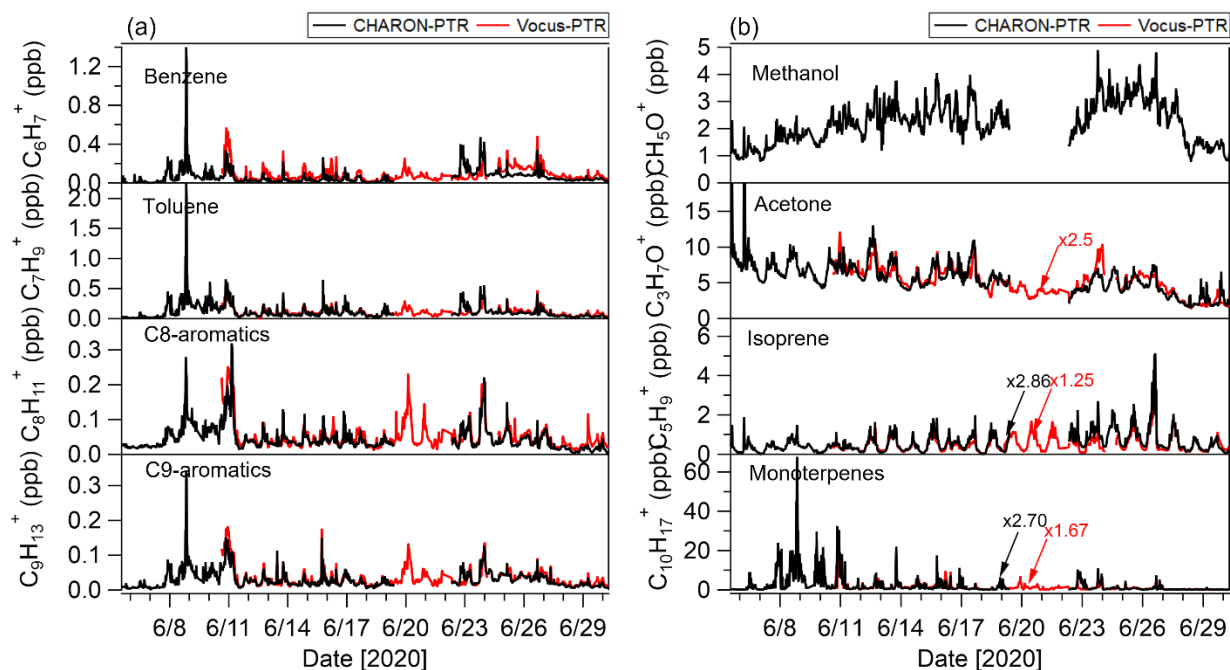 (a)
CHARON-PTR Vocus-PTR
C₆H₇⁺ (ppb)
1.2
0.8
0.4
0.0
Benzene
C₇H₉⁺ (ppb)
2.0
1.5
1.0
0.5
0.0
Toluene
C₈H₁₁⁺ (ppb)
0.3
0.2
0.1
0.0
C8-aromatics
C₉H₁₃⁺ (ppb)
0.3
0.2
0.1
0.0
C9-aromatics
6/8 6/11 6/14 6/17 6/20 6/23 6/26 6/29
Date [2020]
(b)
CHARON-PTR Vocus-PTR
CH₅O⁺ (ppb)
5
4
3
2
1
0
Methanol
C₃H₇O⁺ (ppb)
15
10
5
0
Acetone
x2.5
C₅H₉⁺ (ppb)
6
4
2
0
Isoprene
x2.86 x1.25
C₁₀H₁₇⁺ (ppb)
60
40
20
0
Monoterpenes
x2.70
x1.67
6/8 6/11 6/14 6/17 6/20 6/23 6/26 6/29
Date [2020]